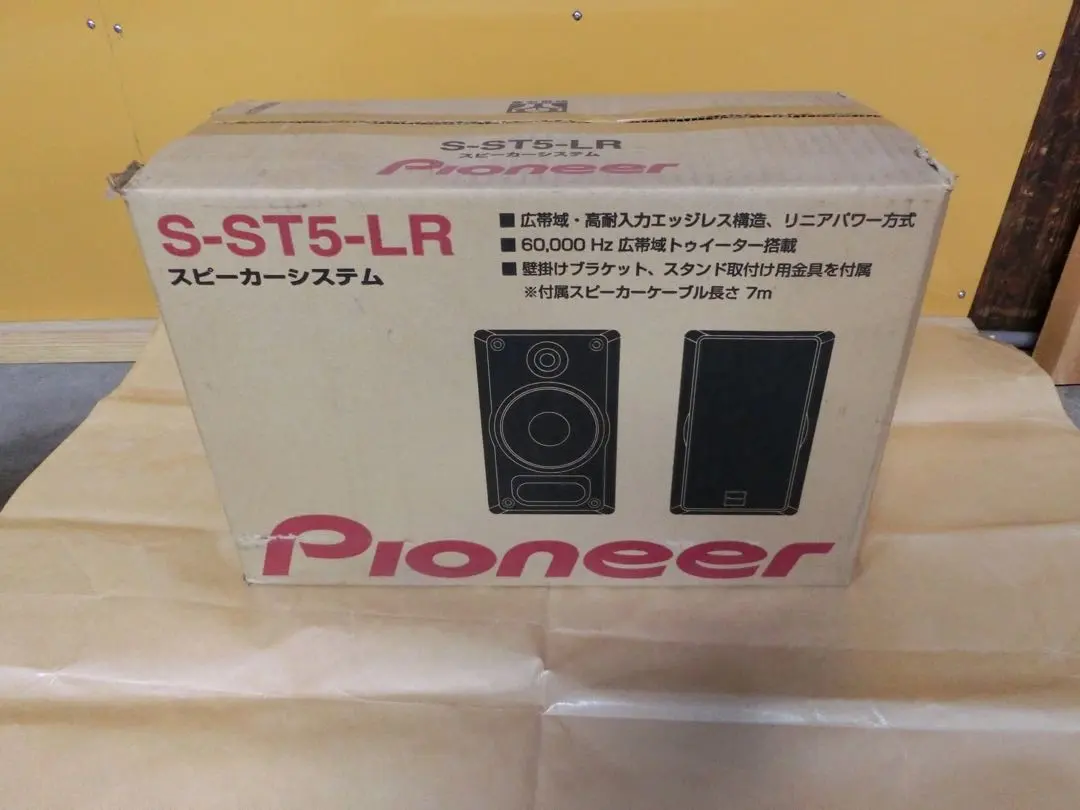 S-ST5-LR
スピーカーシステム
Pioneer
S-ST5-LR
スピーカーシステム
■ 広帯域・高耐入力エッジレス構造、リニアパワー方式
■ 60,000 Hz 広帯域トゥイーター搭載
■ 壁掛けブラケット、スタンド取付け用金具を付属
※付属スピーカーケーブル長さ 7m
Pioneer